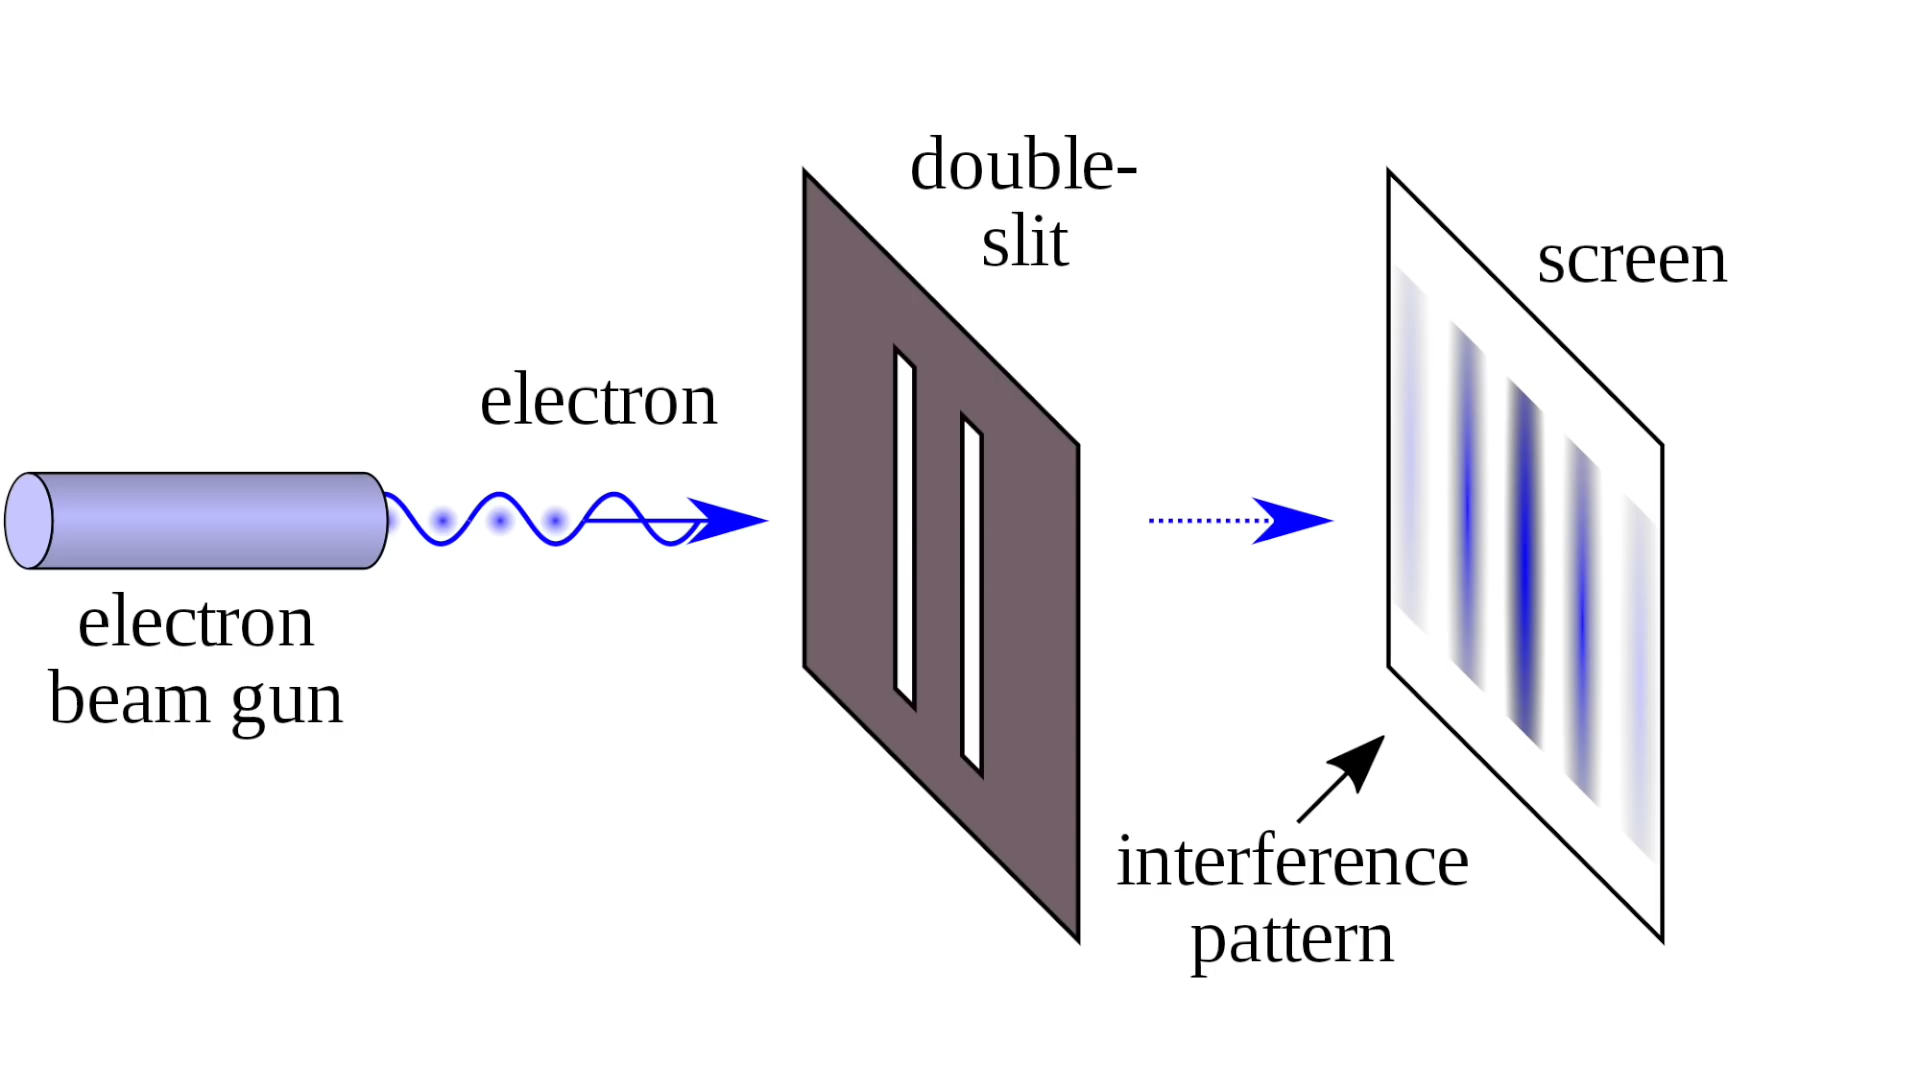 double-
slit
screen
electron
electron
beam gun
interference
pattern